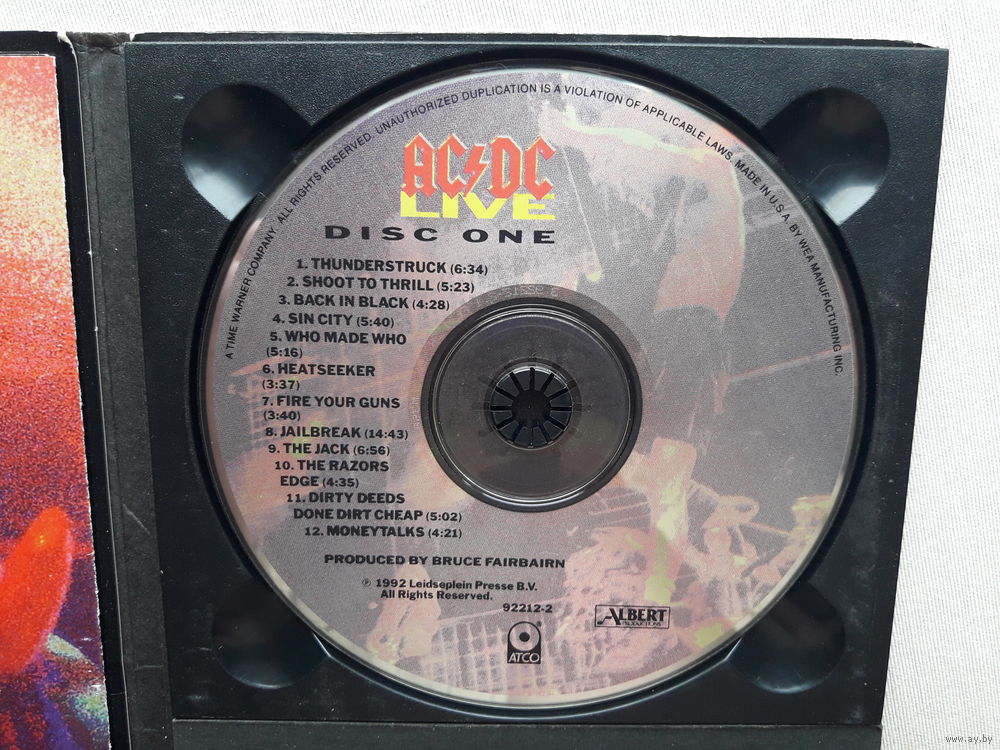 A TIME WARNER COMPANY. ALL RIGHTS RESERVED. UNAUTHORIZED DUPLICATION IS A VIOLATION OF APPLICABLE LAWS. MADE IN U.S.A. BY WEA MANUFACTURING INC.
AC DC
LIVE
DISC ONE
1. THUNDERSTRUCK (6:34)
2. SHOOT TO THRILL (5:23)
3. BACK IN BLACK (4:28)
4. SIN CITY (5:40)
5. WHO MADE WHO
(5:16)
6. HEATSEEKER
(3:37)
7. FIRE YOUR GUNS
(3:40)
8. JAILBREAK (14:43)
9. THE JACK (6:56)
10. THE RAZORS
EDGE (4:35)
11. DIRTY DEEDS
DONE DIRT CHEAP (5:02)
12. MONEYTALKS (4:21)
PRODUCED BY BRUCE FAIRBAIRN
℗ 1992 Leidseplein Presse B.V.
All Rights Reserved.
92212-2
ATCO
ALBERT
PRODUCTIONS
www.ay.by